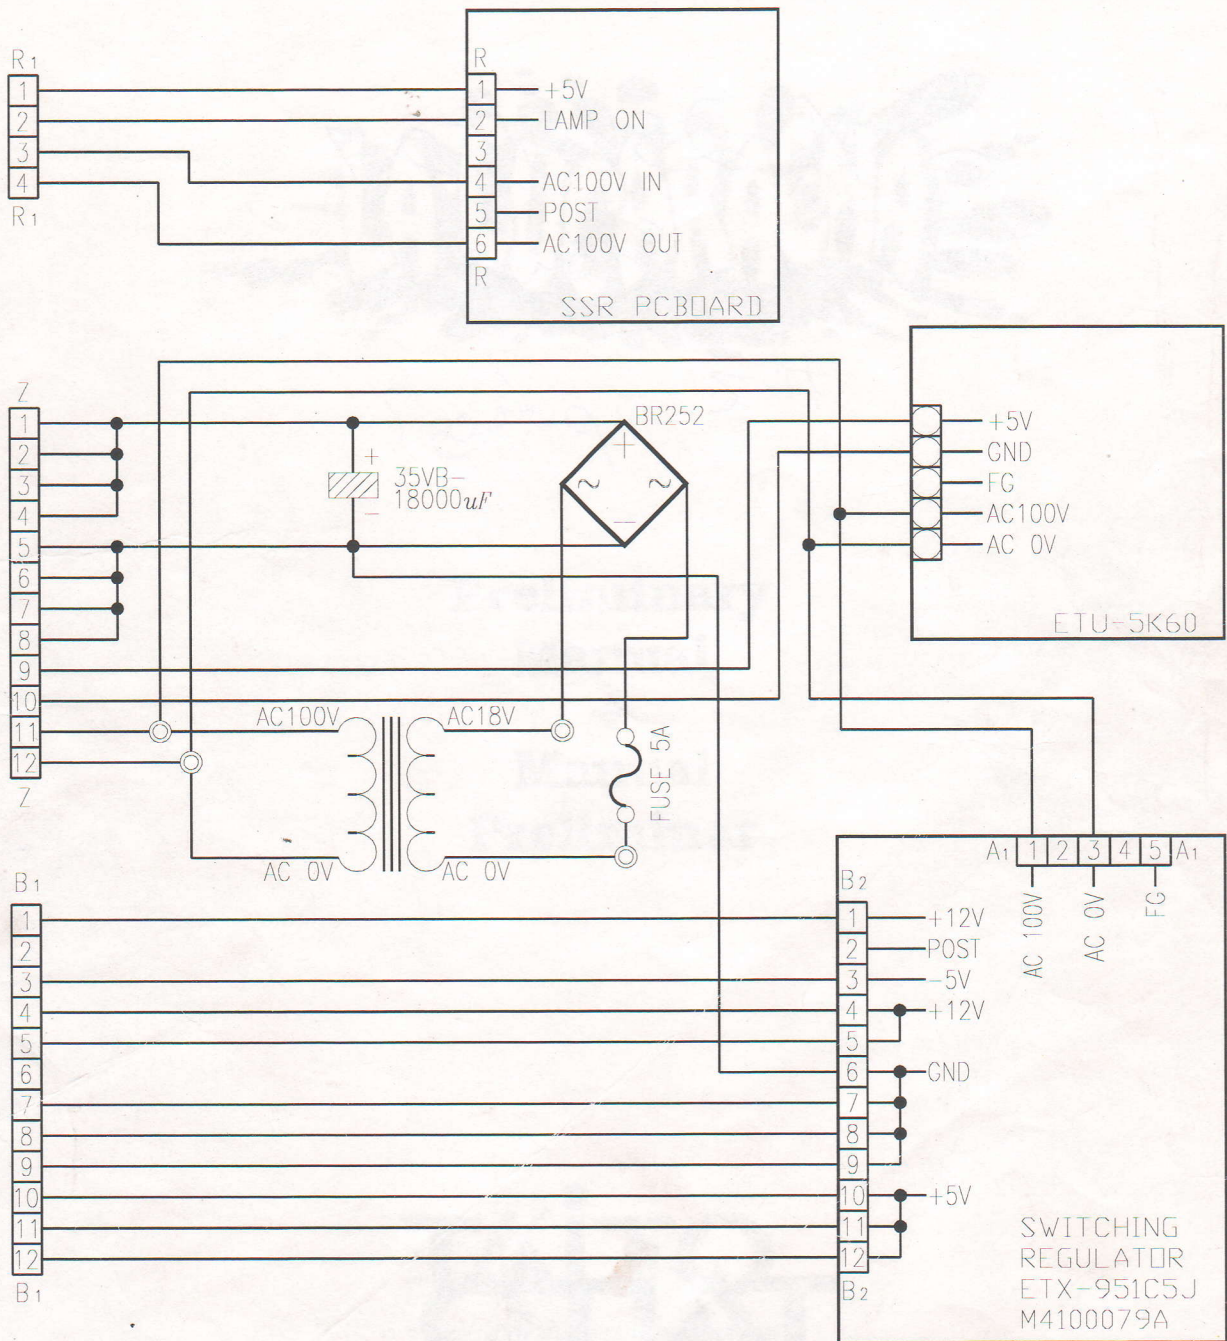 R1
1
2
3
4
R1
R
1 +5V
2 LAMP ON
3
4 AC100V IN
5 POST
6 AC100V OUT
R
SSR PCBOARD
Z
1
2
3
4
5
6
7
8
9
10
11
12
Z
+
35VB-
18000uF
-
BR252
+
~ ~
-
+5V
GND
FG
AC100V
AC 0V
ETU-5K60
AC100V
AC18V
AC 0V
AC 0V
FUSE 5A
B1
1
2
3
4
5
6
7
8
9
10
11
12
B1
A1 1 2 3 4 5 A1
AC 100V
AC 0V
FG
B2
1 +12V
2 POST
3 -5V
4 +12V
5
6 GND
7
8
9
10 +5V
11
12
B2
SWITCHING
REGULATOR
ETX-951C5J
M4100079A